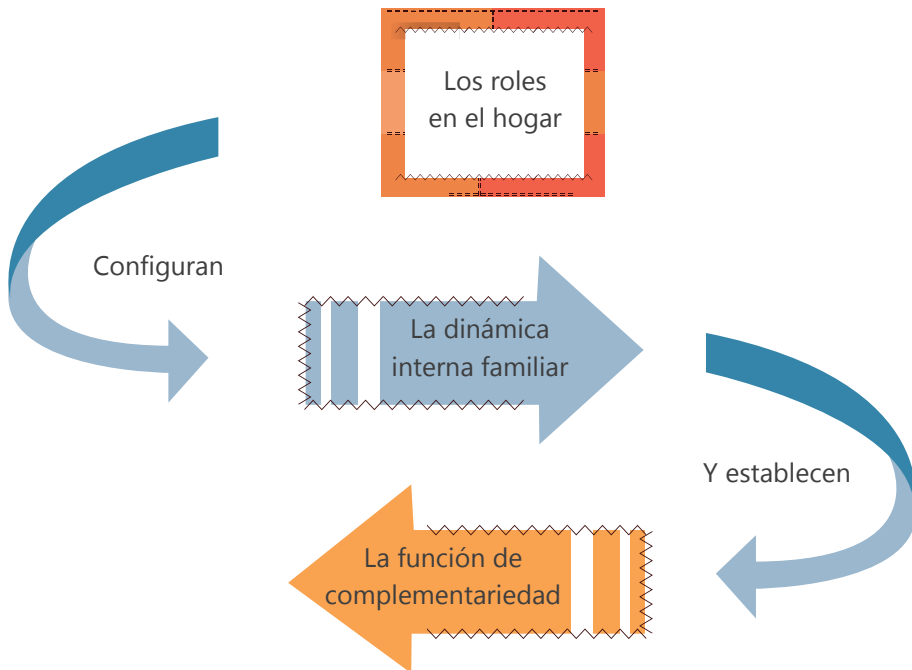 Los roles
en el hogar
Configuran
La dinámica
interna familiar
Y establecen
La función de
complementariedad